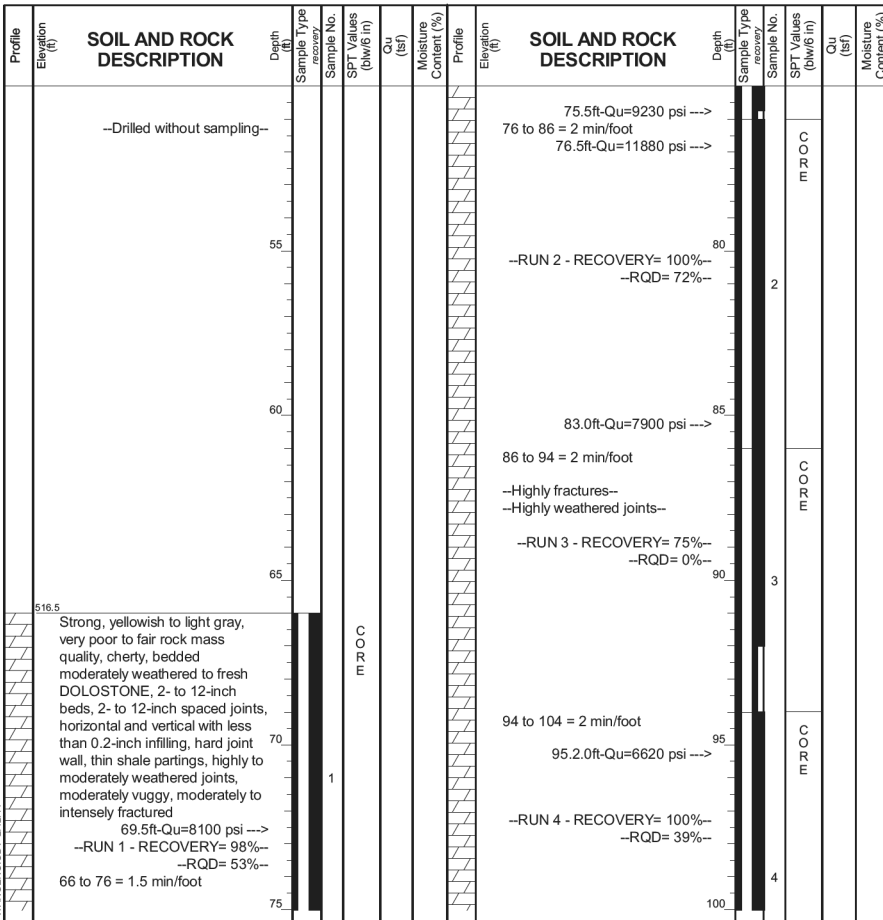 Profile
Elevation
(ft)
SOIL AND ROCK
DESCRIPTION
Depth
(ft)
Sample Type
recovery
Sample No.
SPT Values
(blw/6 in)
Qu
(tsf)
Moisture
Content (%)
--Drilled without sampling--
55
60
65
516.5
Strong, yellowish to light gray,
very poor to fair rock mass
quality, cherty, bedded
moderately weathered to fresh
DOLOSTONE, 2- to 12-inch
beds, 2- to 12-inch spaced joints,
horizontal and vertical with less
than 0.2-inch infilling, hard joint
wall, thin shale partings, highly to
moderately weathered joints,
moderately vuggy, moderately to
intensely fractured
69.5ft-Qu=8100 psi --->
--RUN 1 - RECOVERY= 98%--
--RQD= 53%--
66 to 76 = 1.5 min/foot
70
75
1
CORE
Profile
Elevation
(ft)
SOIL AND ROCK
DESCRIPTION
Depth
(ft)
Sample Type
recovery
Sample No.
SPT Values
(blw/6 in)
Qu
(tsf)
Moisture
Content (%)
75.5ft-Qu=9230 psi --->
76 to 86 = 2 min/foot
76.5ft-Qu=11880 psi --->
CORE
80
--RUN 2 - RECOVERY= 100%--
--RQD= 72%--
2
85
83.0ft-Qu=7900 psi --->
86 to 94 = 2 min/foot
CORE
--Highly fractures--
--Highly weathered joints--
--RUN 3 - RECOVERY= 75%--
--RQD= 0%--
90
3
94 to 104 = 2 min/foot
95
CORE
95.2.0ft-Qu=6620 psi --->
--RUN 4 - RECOVERY= 100%--
--RQD= 39%--
4
100